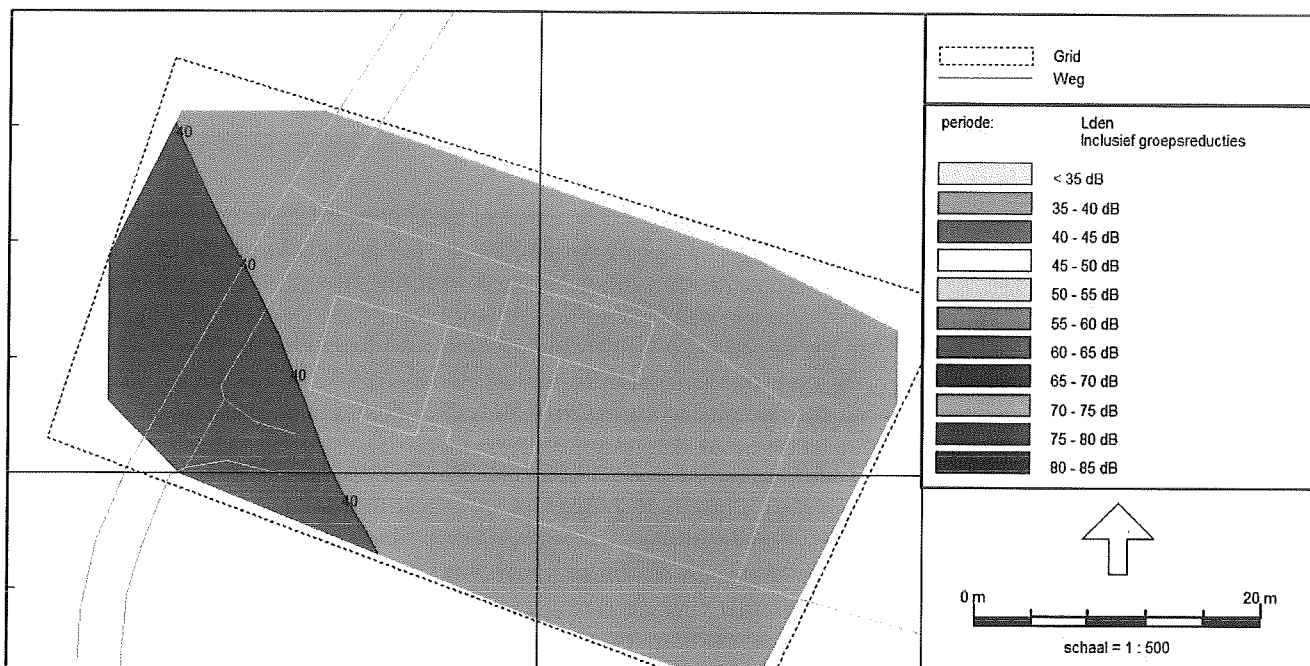 40
40
40
40
Grid
Weg
periode: Lden
Inclusief groepsreducties
< 35 dB
35 - 40 dB
40 - 45 dB
45 - 50 dB
50 - 55 dB
55 - 60 dB
60 - 65 dB
65 - 70 dB
70 - 75 dB
75 - 80 dB
80 - 85 dB
0 m 20 m
schaal = 1 : 500